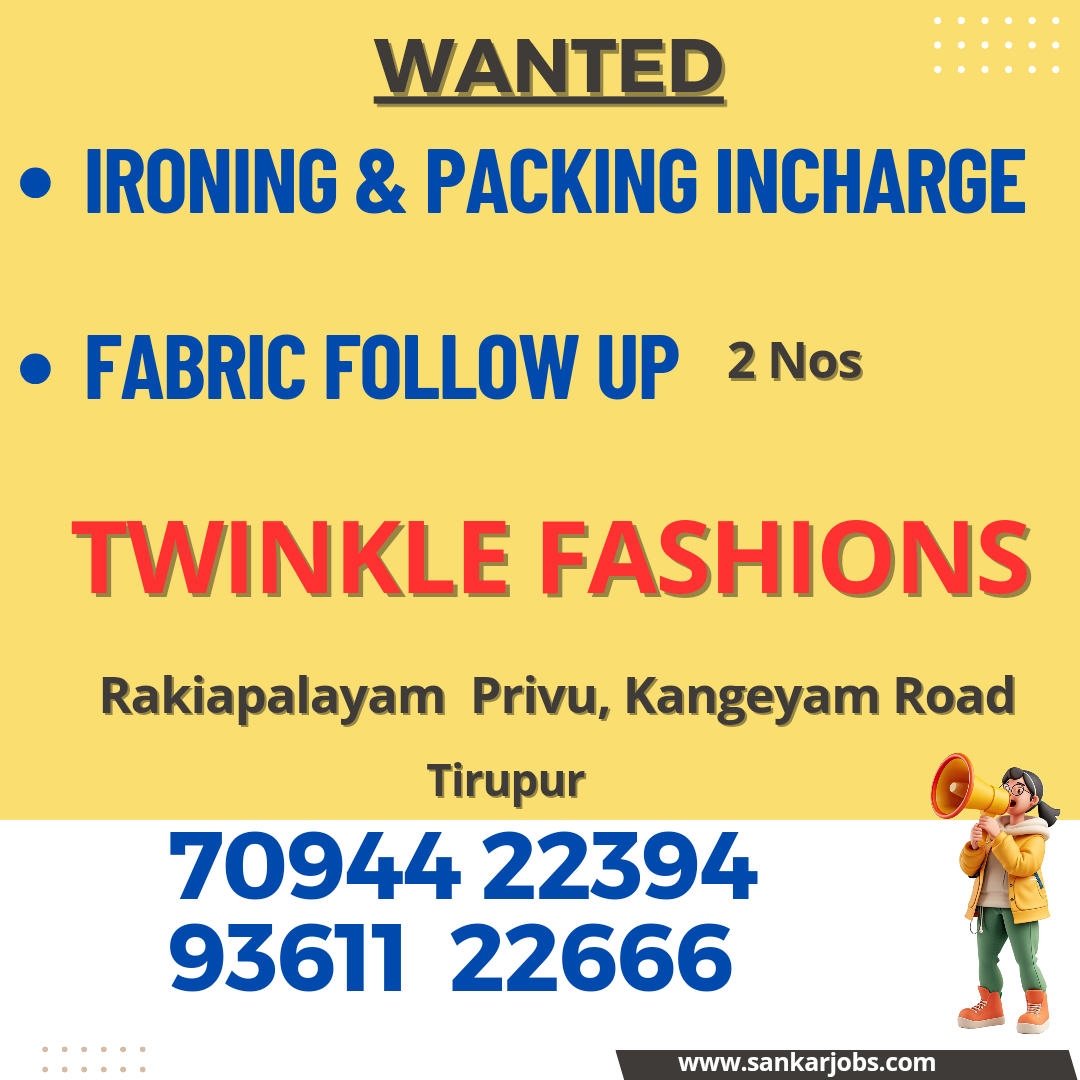 WANTED
• IRONING & PACKING INCHARGE
• FABRIC FOLLOW UP 2 Nos
TWINKLE FASHIONS
Rakiapalayam Privu, Kangeyam Road
Tirupur
70944 22394
93611 22666
www.sankarjobs.com